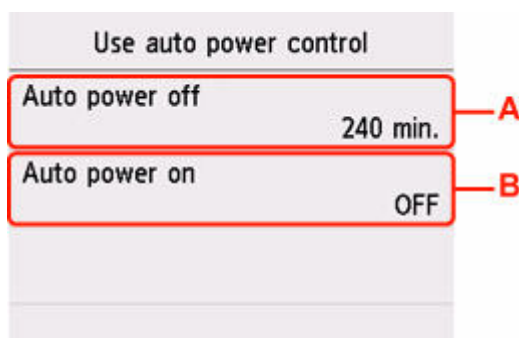 Use auto power control
Auto power off
240 min.
A
Auto power on
OFF
B